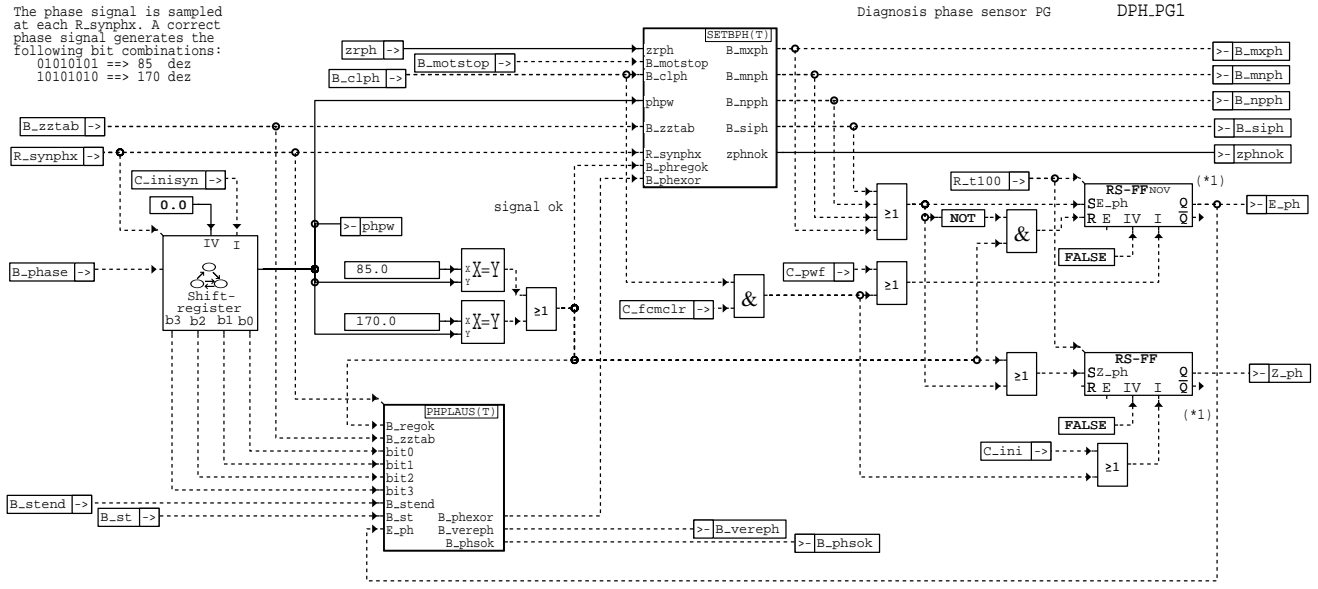 The phase signal is sampled
at each R_synphx. A correct
phase signal generates the
following bit combinations:
01010101 ==> 85 dez
10101010 ==> 170 dez
Diagnosis phase sensor PG
DPH_PG1
SETBPH(T)
zrph ->
B_motstop ->
B_clph ->
zrph
B_motstop
B_clph
phpw
B_zztab
R_synphx
B_phregok
B_phexor
B_mxph
B_mnph
B_npph
B_siph
zphnok
>- B_mxph
>- B_mnph
>- B_npph
>- B_siph
>- zphnok
B_zztab ->
R_synphx ->
C_inisyn ->
0.0
IV I
B_phase ->
Shift-
register
b3 b2 b1 b0
>- phpw
signal ok
85.0
X X=Y
Y
170.0
X X=Y
Y
≥1
C_fcmclr ->
&
≥1
C_pwf ->
≥1
NOT
&
R_t100 ->
RS-FF NOV
(*1)
S E_ph Q
R E IV I Q
FALSE
>- E_ph
≥1
RS-FF
S Z_ph Q
R E IV I Q
(*1)
FALSE
>- Z_ph
C_ini ->
≥1
PHPLAUS(T)
B_regok
B_zztab
bit0
bit1
bit2
bit3
B_stend
B_st
E_ph
B_phexor
B_vereph
B_phsok
B_stend ->
B_st ->
>- B_vereph
>- B_phsok